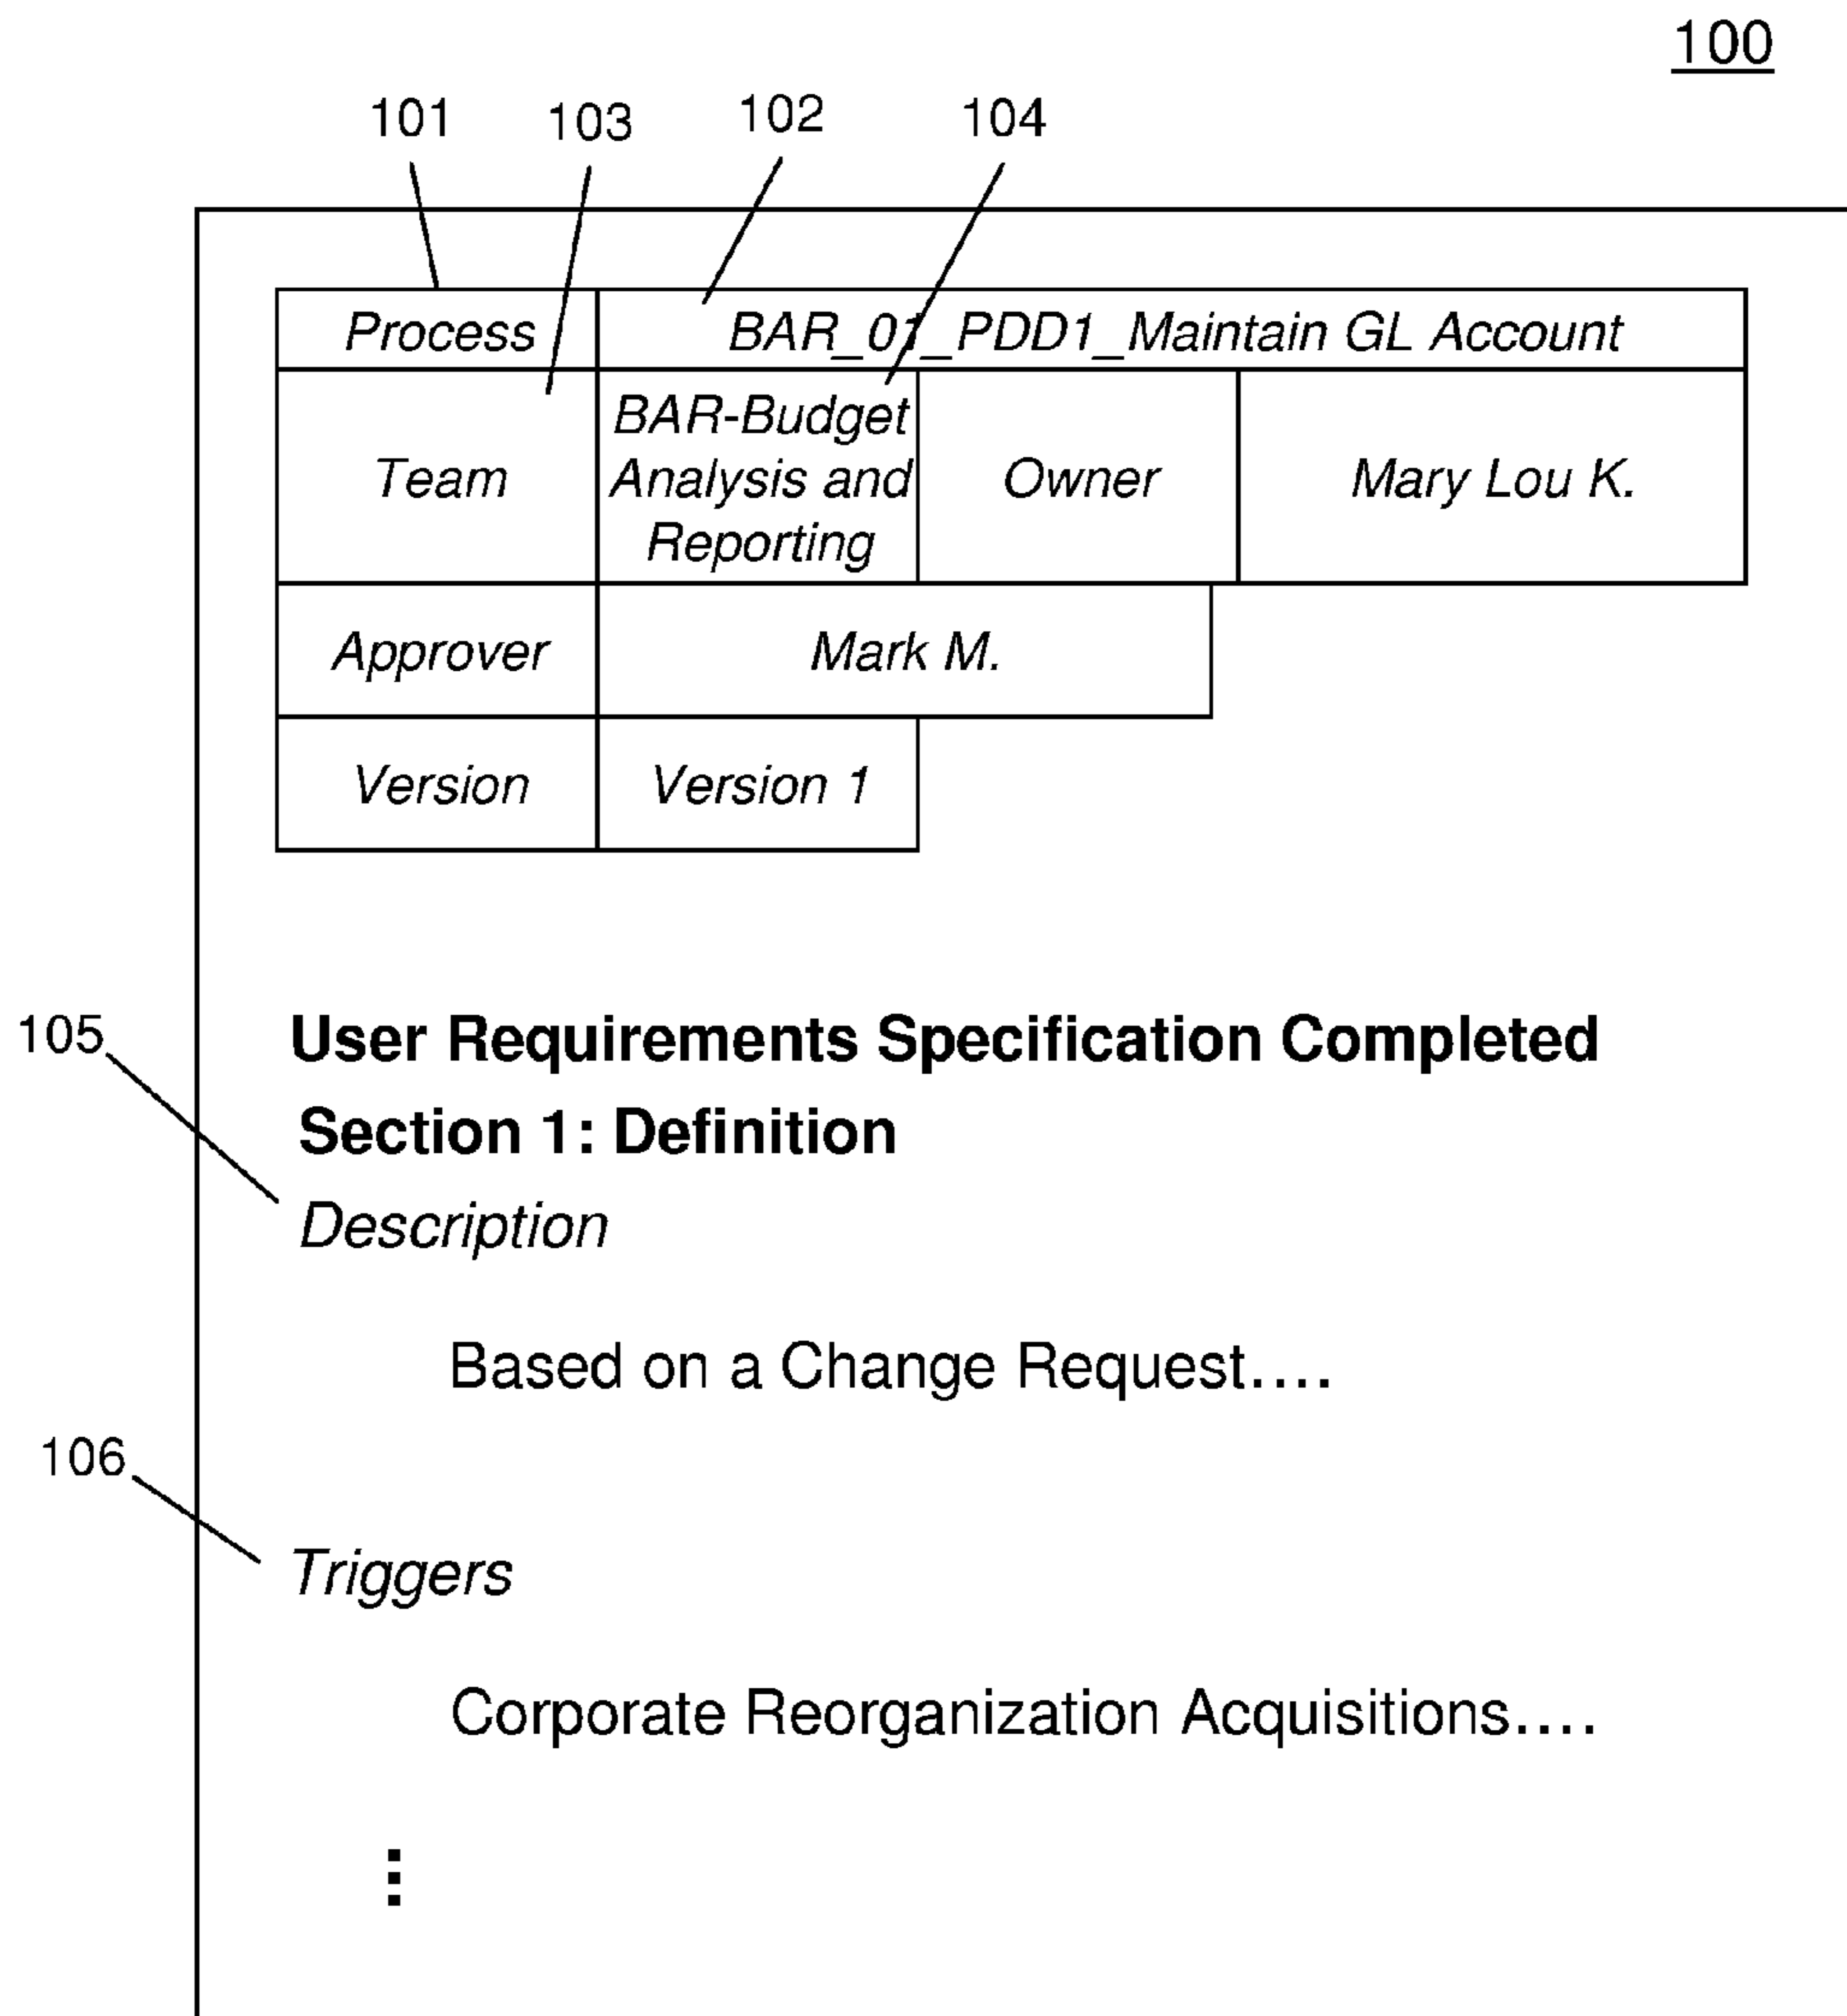 100
101 103 102 104
Process BAR_01_PDD1_Maintain GL Account
Team BAR-Budget Analysis and Reporting Owner Mary Lou K.
Approver Mark M.
Version Version 1
105 User Requirements Specification Completed
Section 1: Definition
Description
Based on a Change Request....
106
Triggers
Corporate Reorganization Acquisitions....